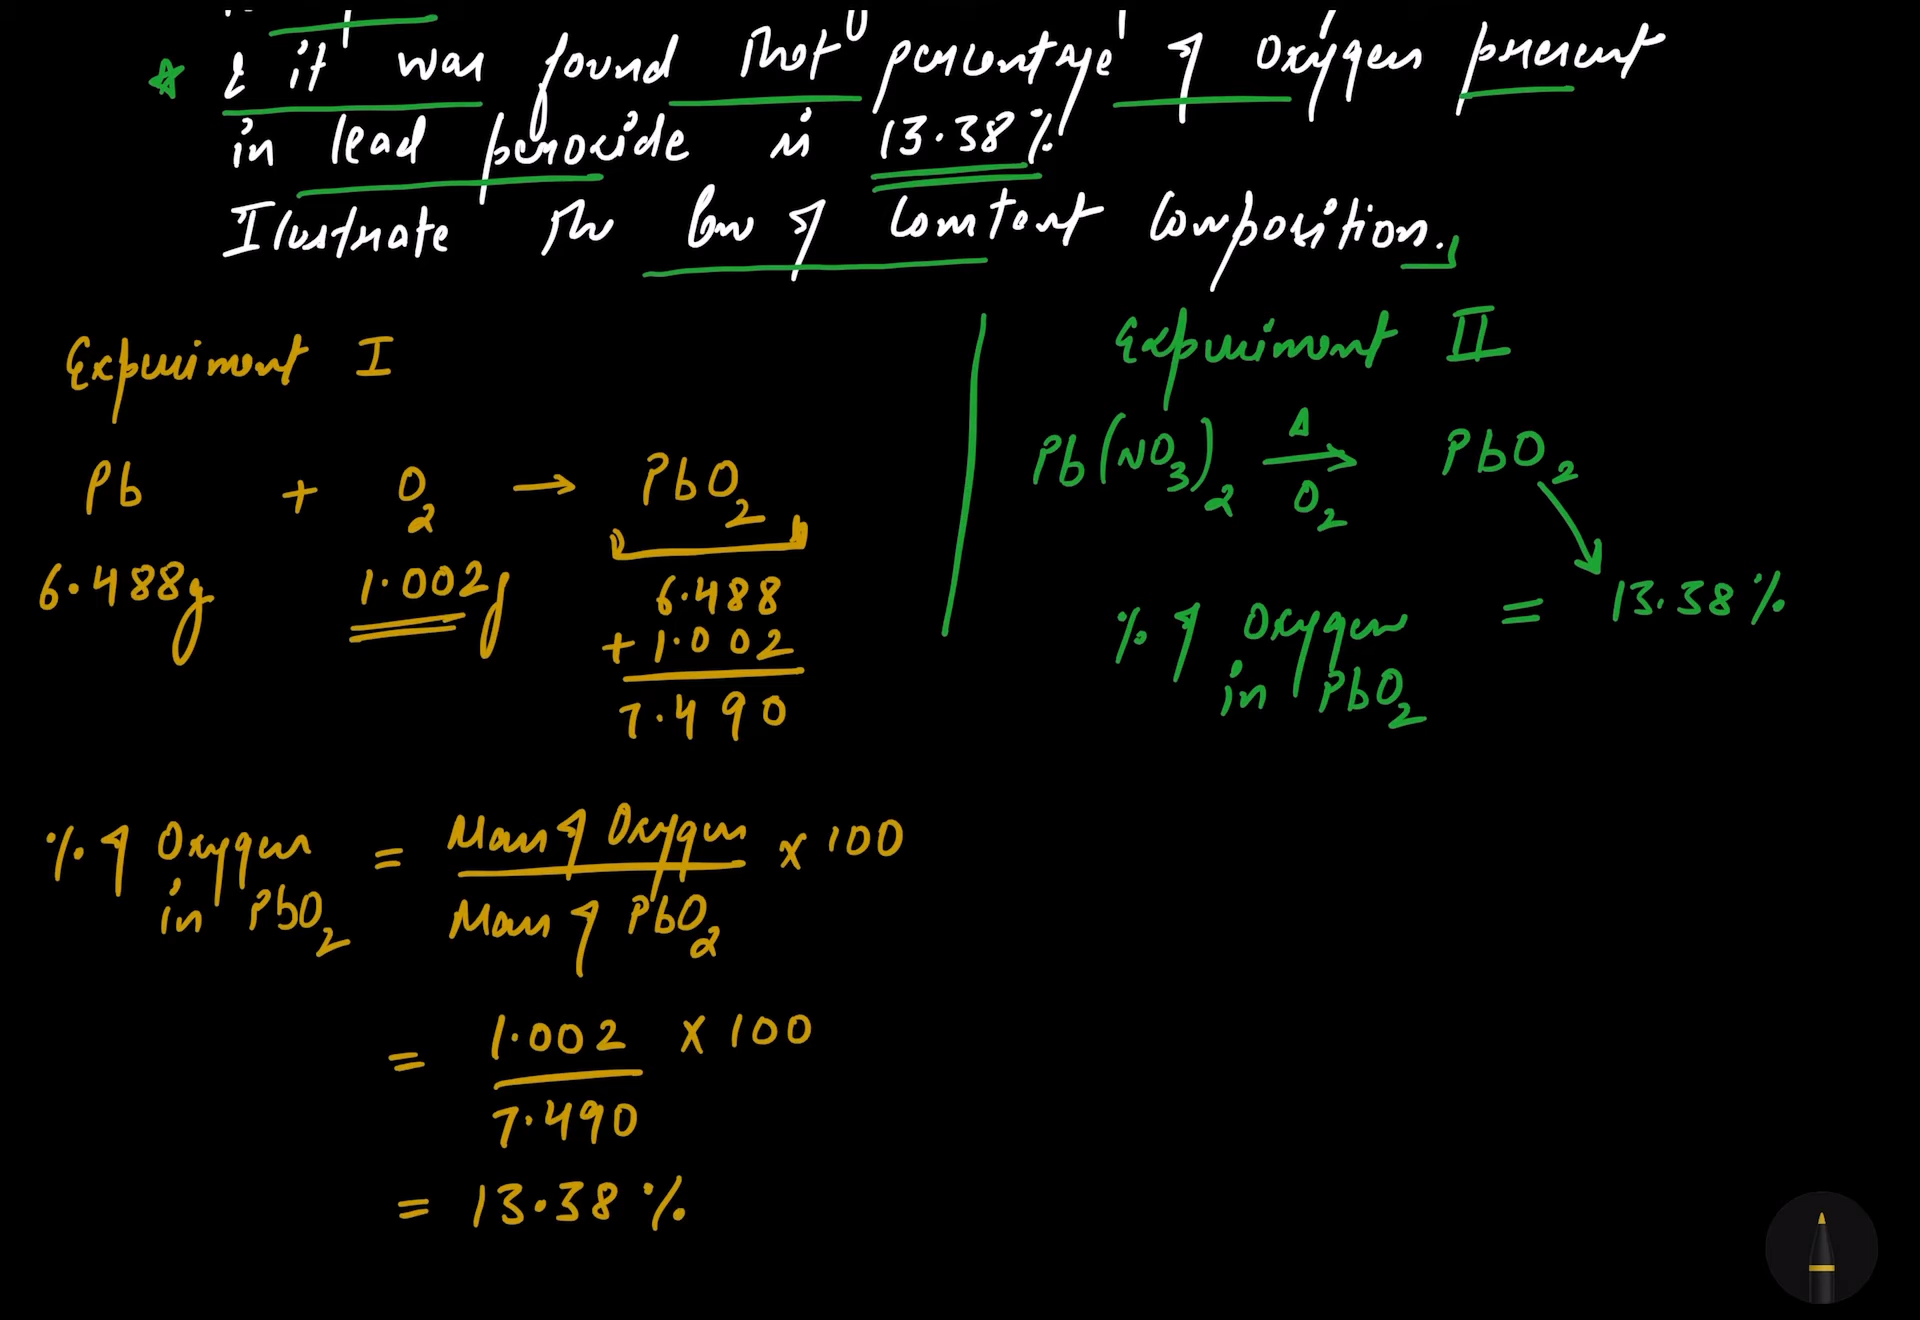 & it was found that percentage of oxygen present
in lead peroxide is 13.38%
Illustrate the law of constant composition.
Experiment I
Pb + O2 → PbO2
6.488g 1.002g 6.488
+ 1.002
7.490
% of Oxygen in PbO2 = Mass of Oxygen / Mass of PbO2 x 100
= 1.002 / 7.490 x 100
= 13.38 %
Experiment II
Pb(NO3)2 Δ → O2 PbO2
% of Oxygen in PbO2 = 13.38 %